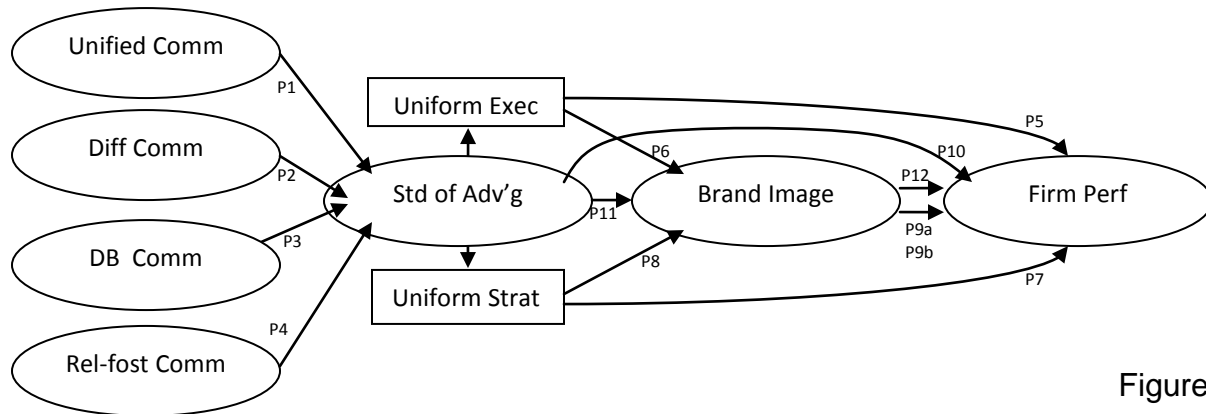 Unified Comm
P1
Uniform Exec
P5
Diff Comm
P2
P6
P10
Std of Adv’g
P11
Brand Image
P12
P9a
P9b
Firm Perf
DB Comm
P3
P8
P7
Uniform Strat
P4
Rel-fost Comm
Figure